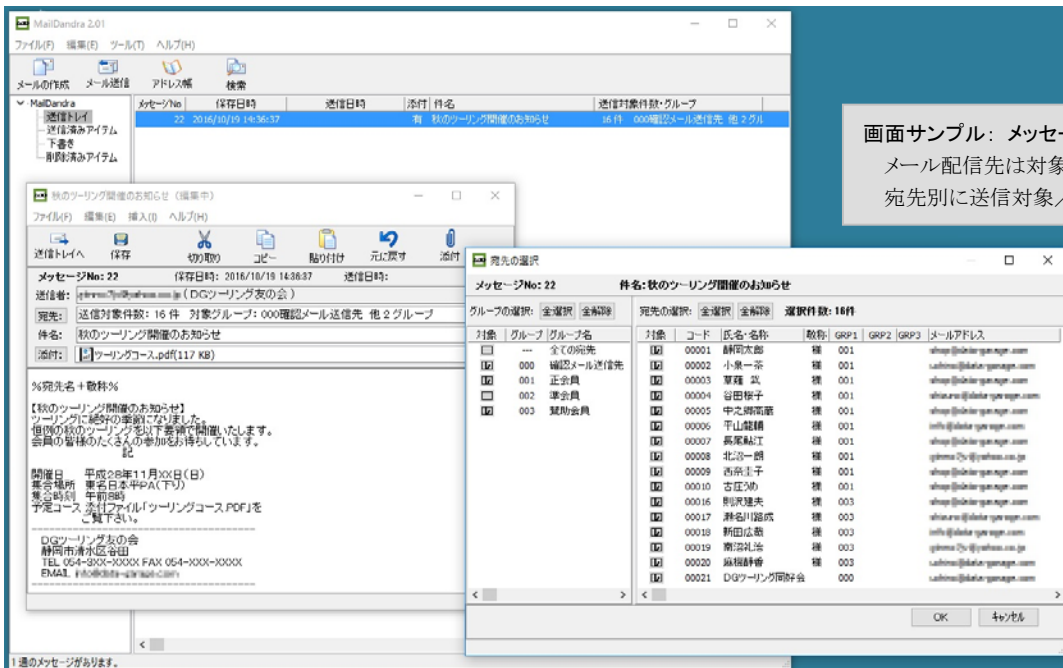 MailDandra 2.01
ファイル(F) 編集(E) ツール(T) ヘルプ(H)
メールの作成 メール送信 アドレス帳 検索
MailDandra
送信トレイ
送信済みアイテム
下書き
削除済みアイテム
メッセージNo 保存日時 送信日時 添付 件名 送信対象件数・グループ
22 2016/10/19 14:36:37 有 秋のツーリング開催のお知らせ 16件 000確認メール送信先 他2グル
画面サンプル: メッセー
メール配信先は対象
宛先別に送信対象/
秋のツーリング開催のお知らせ (編集中)
ファイル(F) 編集(E) 挿入(I) ヘルプ(H)
送信トレイへ 保存 切り取り コピー 貼り付け 元に戻す 添付
メッセージNo: 22 保存日時: 2016/10/19 14:36:37 送信日時:
送信者: (DGツーリング友の会)
宛先: 送信対象件数: 16 件 対象グループ: 000確認メール送信先 他 2 グループ
件名: 秋のツーリング開催のお知らせ
添付: ツーリングコース.pdf(117 KB)
%宛先名+敬称%
【秋のツーリング開催のお知らせ】
ツーリングに絶好の季節になりました。
恒例の秋のツーリングを以下要領で開催いたします。
会員の皆様のたくさんの参加をお待ちしています。
記
開催日 平成28年11月XX日(日)
集合場所 東名日本平PA(下り)
集合時刻 午前8時
予定コース 添付ファイル「ツーリングコース.PDF」を
ご覧下さい。
DGツーリング友の会
静岡市清水区谷田
TEL 054-3XX-XXXX FAX 054-XXX-XXXX
EMAIL
宛先の選択
メッセージNo: 22 件名:秋のツーリング開催のお知らせ
グループの選択: 全選択 全解除 宛先の選択: 全選択 全解除 選択件数: 16件
対象 グループ グループ名
--- 全ての宛先
000 確認メール送信先
001 正会員
002 準会員
003 賛助会員
対象 コード 氏名・名称 敬称 GRP1 GRP2 GRP3 メールアドレス
00001 静岡太郎 様 001
00002 小泉一茶 様 001
00003 草薙 武 様 001
00004 谷田桜子 様 001
00005 中之郷高蔵 様 001
00006 平山龍晴 様 001
00007 長尾鮎江 様 001
00008 北沼一朗 様 001
00009 西奈圭子 様 001
00010 古庄うめ 様 001
00016 則沢建夫 様 003
00017 瀬名川路成 様 003
00018 新田広哉 様 003
00019 南沼礼治 様 003
00020 麻機静香 様 003
00021 DGツーリング同好会 000
OK キャンセル
1 通のメッセージがあります。